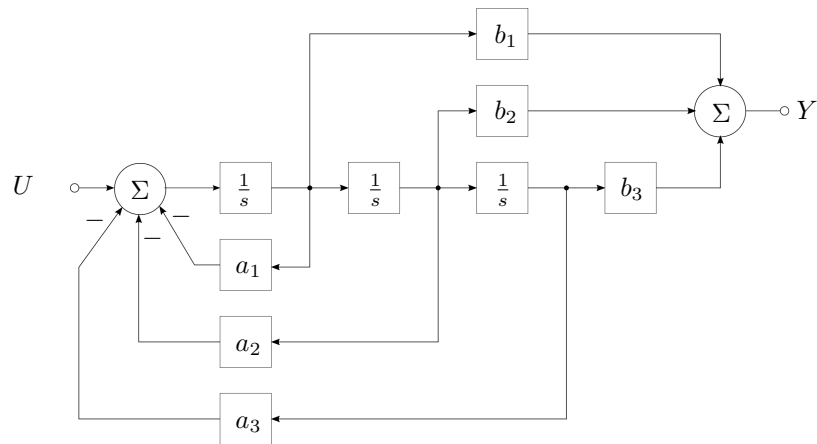 b₁
b₂
Σ
Y
U
Σ
1/s
1/s
1/s
b₃
−
−
−
a₁
a₂
a₃